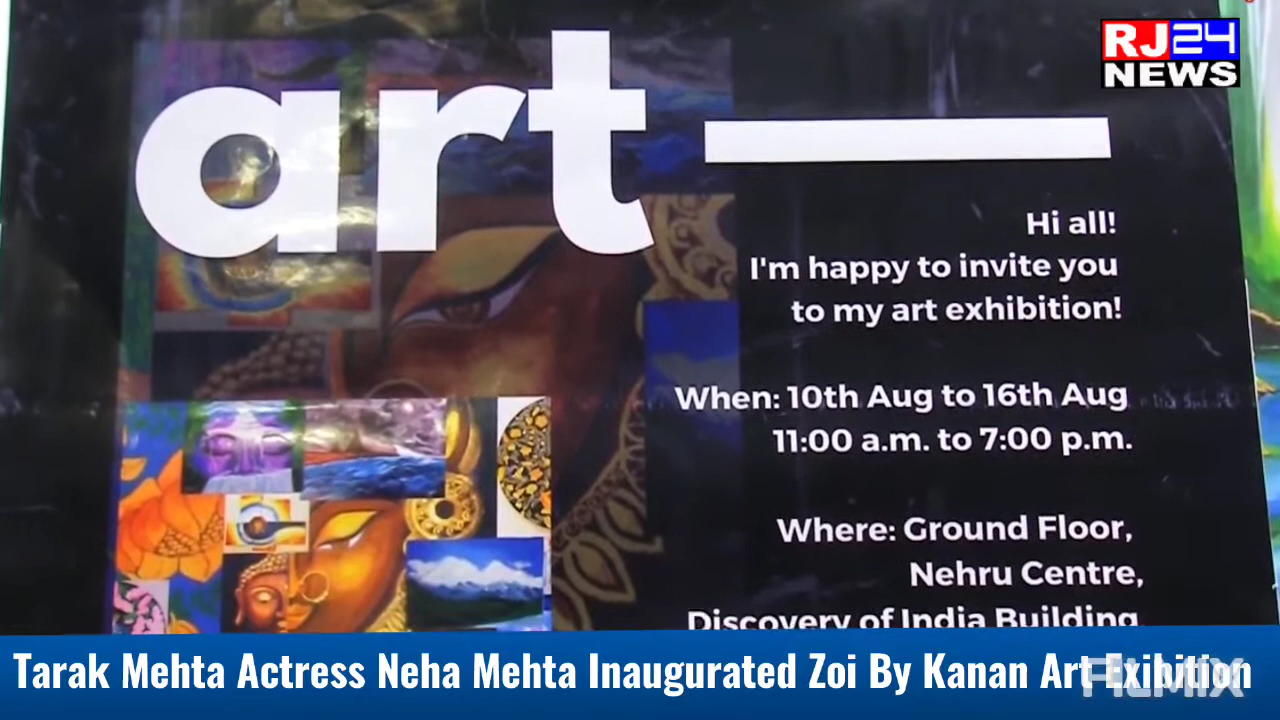 RJ24
NEWS
art
Hi all!
I'm happy to invite you
to my art exhibition!
When: 10th Aug to 16th Aug
11:00 a.m. to 7:00 p.m.
Where: Ground Floor,
Nehru Centre,
Discovery of India Building,
Tarak Mehta Actress Neha Mehta Inaugurated Zoi By Kanan Art Exibition
FILMIX